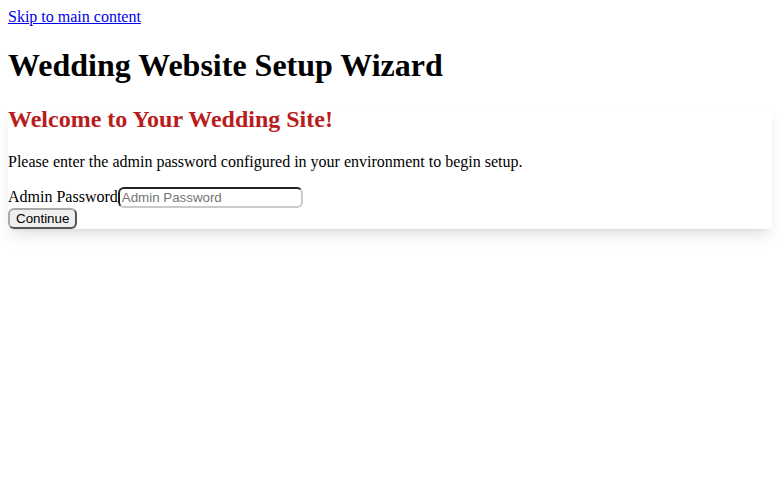 Skip to main content
Wedding Website Setup Wizard
Welcome to Your Wedding Site!
Please enter the admin password configured in your environment to begin setup.
Admin Password Admin Password
Continue